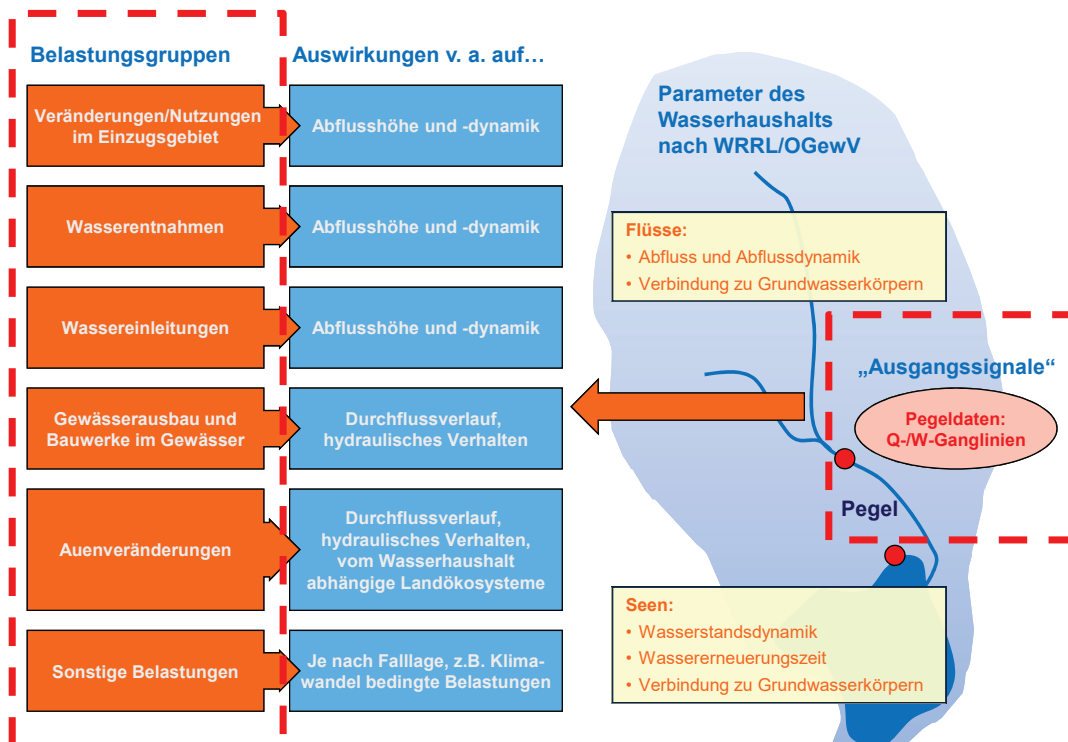 Belastungsgruppen
Auswirkungen v. a. auf…
Veränderungen/Nutzungen
im Einzugsgebiet
Abflusshöhe und -dynamik
Wasserentnahmen
Abflusshöhe und -dynamik
Wassereinleitungen
Abflusshöhe und -dynamik
Gewässerausbau und
Bauwerke im Gewässer
Durchflussverlauf,
hydraulisches Verhalten
Auenveränderungen
Durchflussverlauf,
hydraulisches Verhalten,
vom Wasserhaushalt
abhängige Landökosysteme
Sonstige Belastungen
Je nach Falllage, z.B. Klima-
wandel bedingte Belastungen
Parameter des
Wasserhaushalts
nach WRRL/OGewV
Flüsse:
• Abfluss und Abflussdynamik
• Verbindung zu Grundwasserkörpern
„Ausgangssignale“
Pegeldaten:
Q-/W-Ganglinien
Pegel
Seen:
• Wasserstandsdynamik
• Wassererneuerungszeit
• Verbindung zu Grundwasserkörpern